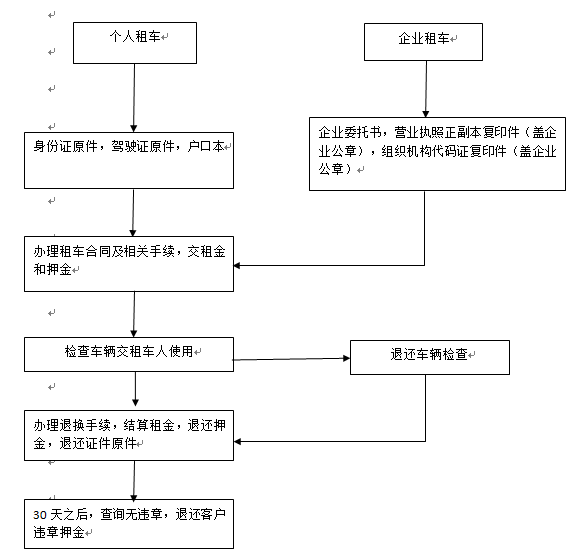 个人租车
企业租车
身份证原件，驾驶证原件，户口本
企业委托书，营业执照正副本复印件（盖企
业公章），组织机构代码证复印件（盖企业
公章）
办理租车合同及相关手续，交租金
和押金
检查车辆交租车人使用
退还车辆检查
办理退换手续，结算租金，退还押
金，退还证件原件
30 天之后，查询无违章，退还客户
违章押金